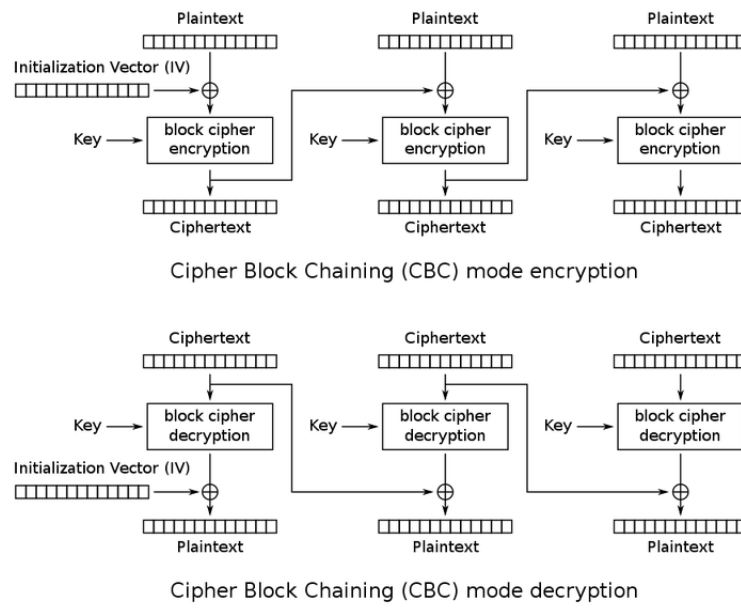 Plaintext Plaintext Plaintext
Initialization Vector (IV)
Key block cipher encryption Key block cipher encryption Key block cipher encryption
Ciphertext Ciphertext Ciphertext
Cipher Block Chaining (CBC) mode encryption
Ciphertext Ciphertext Ciphertext
Key block cipher decryption Key block cipher decryption Key block cipher decryption
Initialization Vector (IV)
Plaintext Plaintext Plaintext
Cipher Block Chaining (CBC) mode decryption